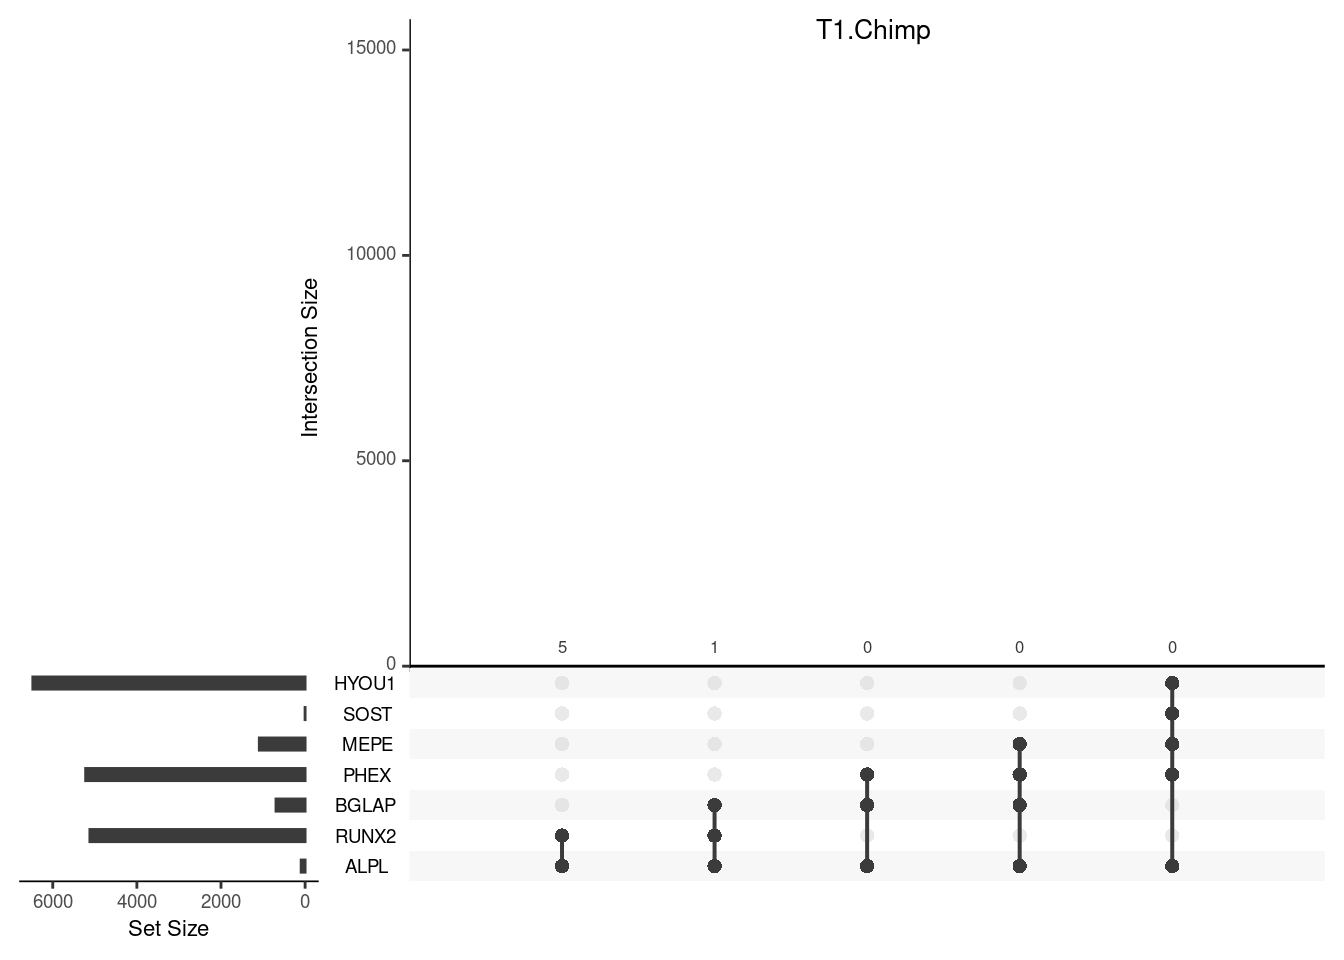 T1.Chimp
15000
10000
5000
0
Intersection Size
5 1 0 0 0
HYOU1
SOST
MEPE
PHEX
BGLAP
RUNX2
ALPL
6000 4000 2000 0
Set Size